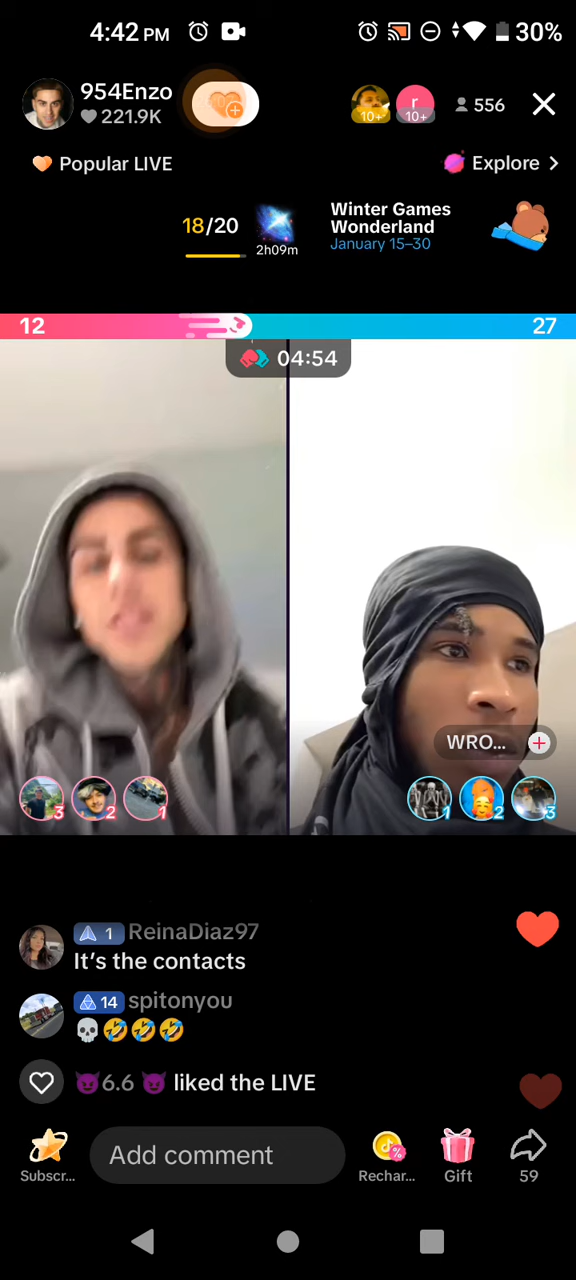 4:42 PM
30%
954Enzo
221.9K
10+
r
10+
556
Popular LIVE
Explore
18/20
2h09m
Winter Games
Wonderland
January 15–30
12
27
04:54
WRO...
3
2
1
1
2
3
1 ReinaDiaz97
It's the contacts
14 spitonyou
💀🤣🤣🤣
😈6.6 😈 liked the LIVE
Add comment
Subscr...
Rechar...
Gift
59